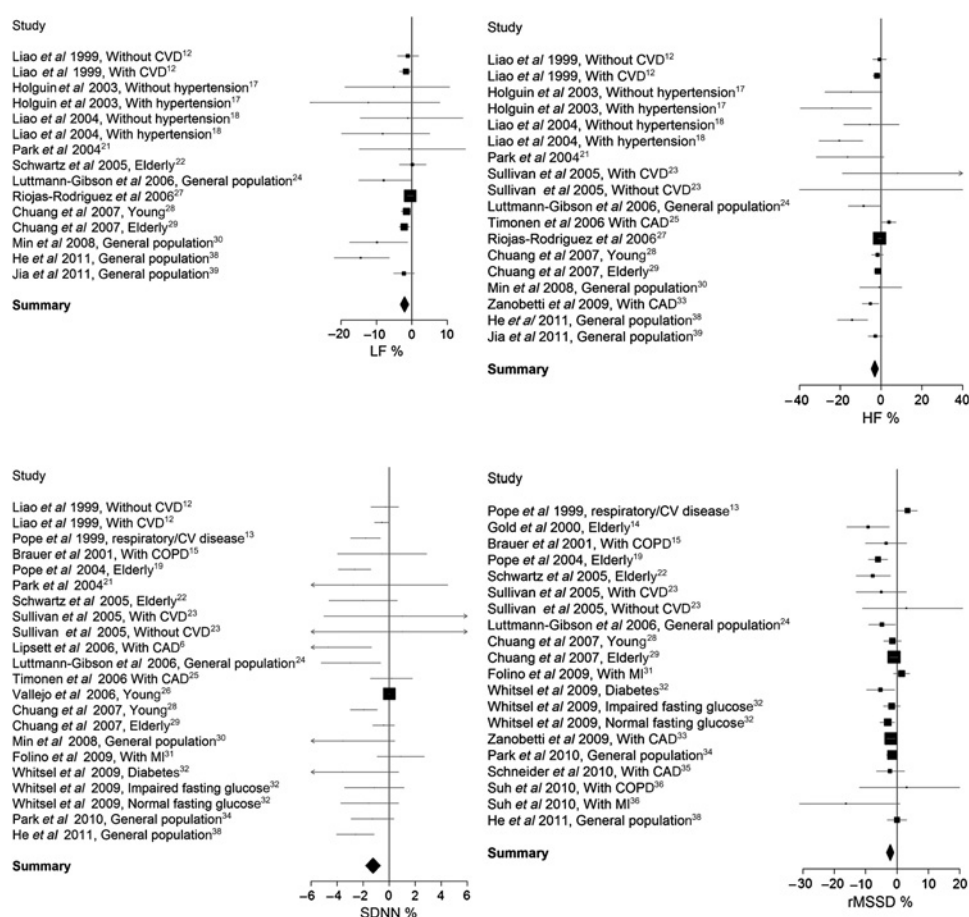 Study
Liao et al 1999, Without CVD12
Liao et al 1999, With CVD12
Holguin et al 2003, Without hypertension17
Holguin et al 2003, With hypertension17
Liao et al 2004, Without hypertension18
Liao et al 2004, With hypertension18
Park et al 200421
Schwartz et al 2005, Elderly22
Luttmann-Gibson et al 2006, General population24
Riojas-Rodriguez et al 200627
Chuang et al 2007, Young28
Chuang et al 2007, Elderly29
Min et al 2008, General population30
He et al 2011, General population38
Jia et al 2011, General population39
Summary
−20 −10 0 10
LF %
Study
Liao et al 1999, Without CVD12
Liao et al 1999, With CVD12
Holguin et al 2003, Without hypertension17
Holguin et al 2003, With hypertension17
Liao et al 2004, Without hypertension18
Liao et al 2004, With hypertension18
Park et al 200421
Sullivan et al 2005, With CVD23
Sullivan et al 2005, Without CVD23
Luttmann-Gibson et al 2006, General population24
Timonen et al 2006 With CAD25
Riojas-Rodriguez et al 200627
Chuang et al 2007, Young28
Chuang et al 2007, Elderly29
Min et al 2008, General population30
Zanobetti et al 2009, With CAD33
He et al 2011, General population38
Jia et al 2011, General population39
Summary
−40 −20 0 20 40
HF %
Study
Liao et al 1999, Without CVD12
Liao et al 1999, With CVD12
Pope et al 1999, respiratory/CV disease13
Brauer et al 2001, With COPD15
Pope et al 2004, Elderly19
Park et al 200421
Schwartz et al 2005, Elderly22
Sullivan et al 2005, With CVD23
Sullivan et al 2005, Without CVD23
Lipsett et al 2006, With CAD6
Luttmann-Gibson et al 2006, General population24
Timonen et al 2006 With CAD25
Vallejo et al 2006, Young26
Chuang et al 2007, Young28
Chuang et al 2007, Elderly29
Min et al 2008, General population30
Folino et al 2009, With MI31
Whitsel et al 2009, Diabetes32
Whitsel et al 2009, Impaired fasting glucose32
Whitsel et al 2009, Normal fasting glucose32
Park et al 2010, General population34
He et al 2011, General population38
Summary
−6 −4 −2 0 2 4 6
SDNN %
Study
Pope et al 1999, respiratory/CV disease13
Gold et al 2000, Elderly14
Brauer et al 2001, With COPD15
Pope et al 2004, Elderly19
Schwartz et al 2005, Elderly22
Sullivan et al 2005, With CVD23
Sullivan et al 2005, Without CVD23
Luttmann-Gibson et al 2006, General population24
Chuang et al 2007, Young28
Chuang et al 2007, Elderly29
Folino et al 2009, With MI31
Whitsel et al 2009, Diabetes32
Whitsel et al 2009, Impaired fasting glucose32
Whitsel et al 2009, Normal fasting glucose32
Zanobetti et al 2009, With CAD33
Park et al 2010, General population34
Schneider et al 2010, With CAD35
Suh et al 2010, With COPD36
Suh et al 2010, With MI36
He et al 2011, General population38
Summary
−30 −20 −10 0 10 20
rMSSD %